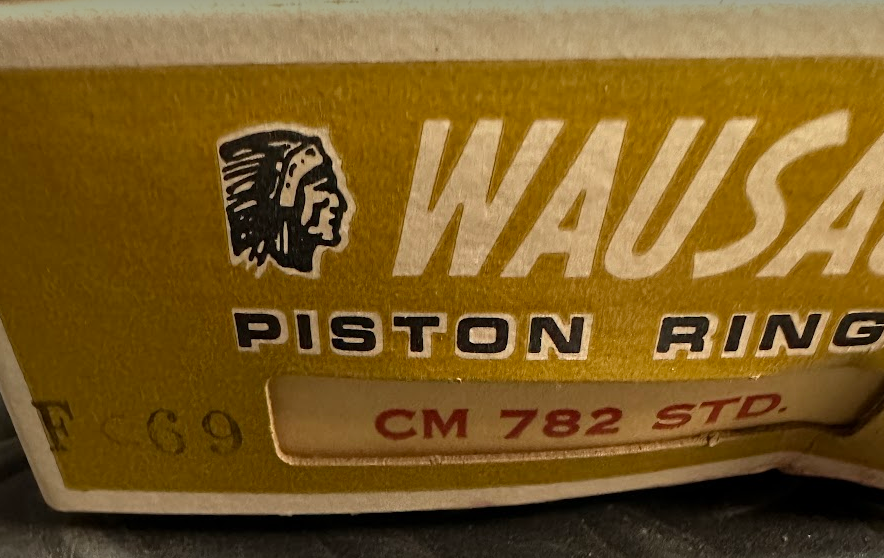 WAUSA
PISTON RING
CM 782 STD.
F<69